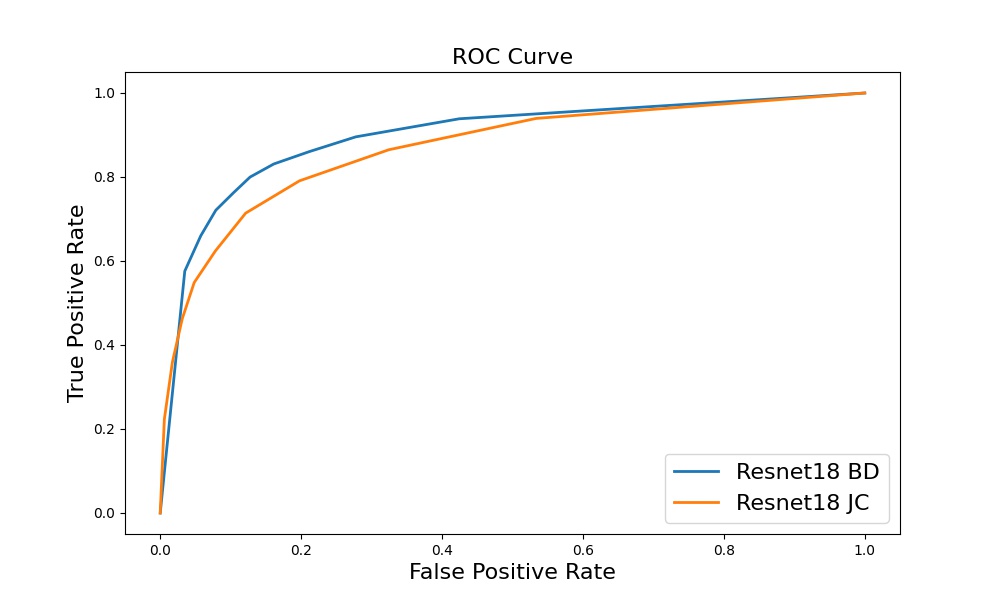 ROC Curve
True Positive Rate
1.0
0.8
0.6
0.4
0.2
0.0
Resnet18 BD
Resnet18 JC
0.0 0.2 0.4 0.6 0.8 1.0
False Positive Rate